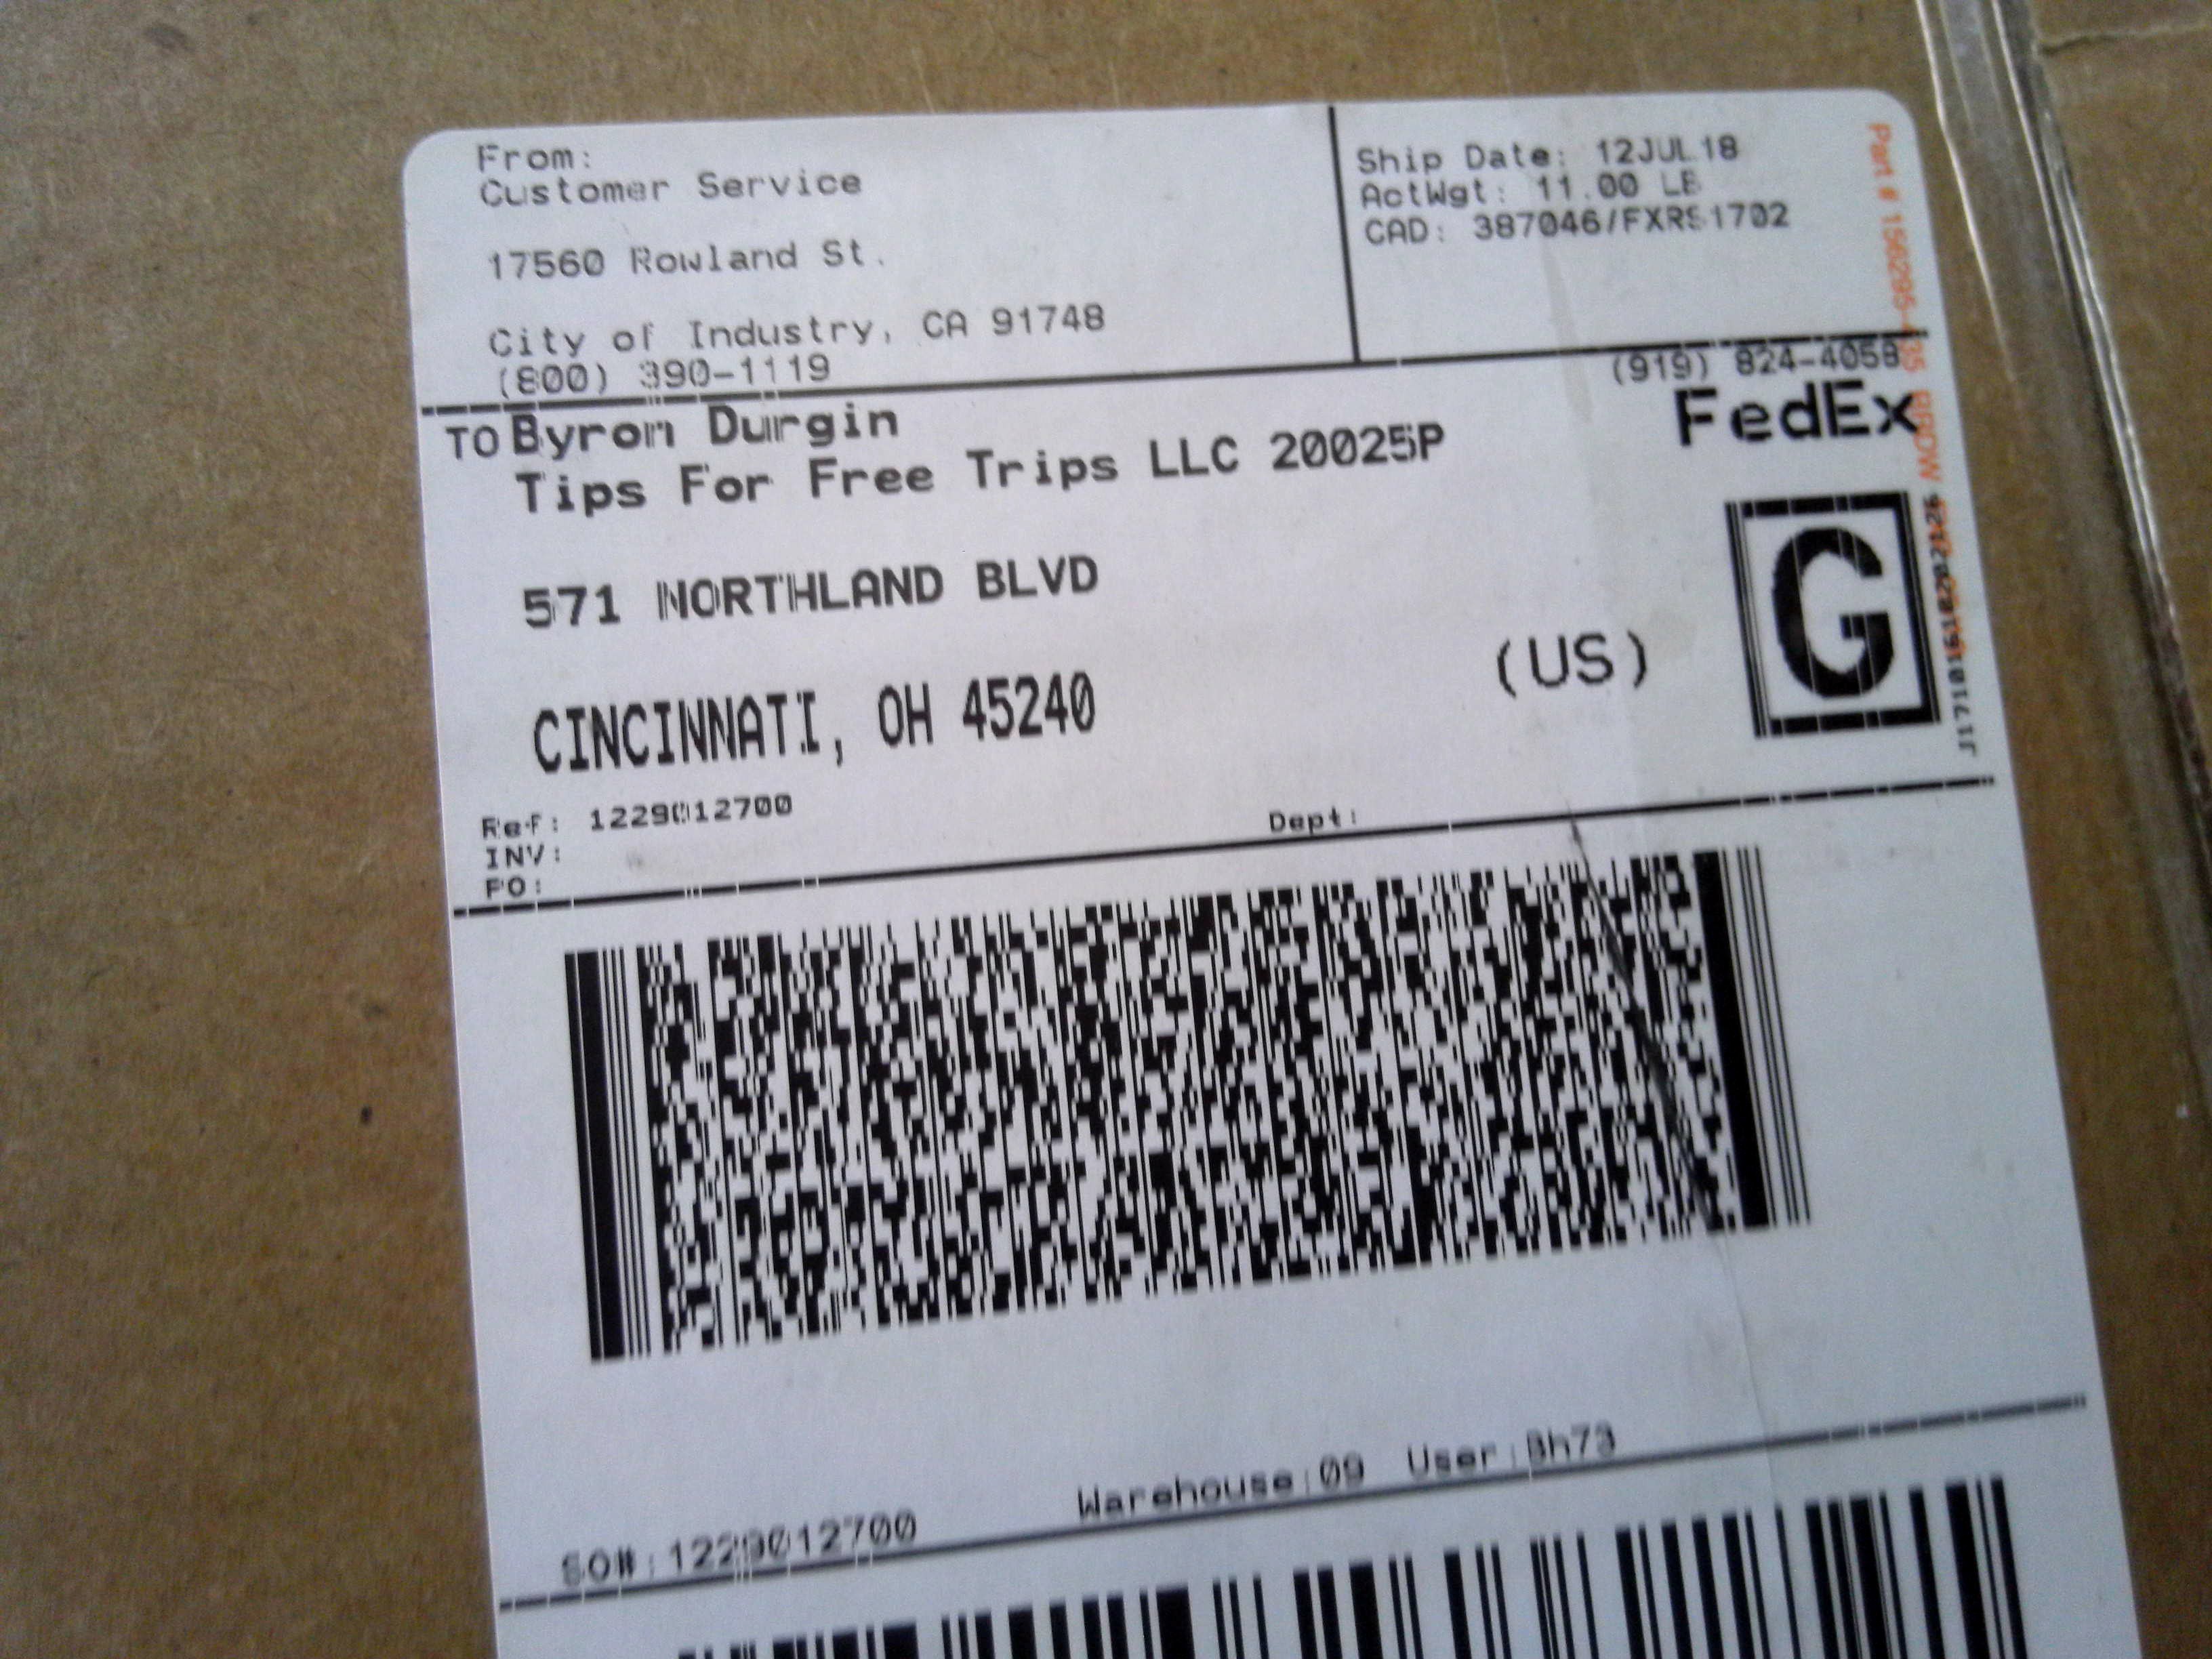 From:
Customer Service
17560 Rowland St.
City of Industry, CA 91748
(800) 390-1119
Ship Date: 12JUL18
ActWgt: 11.00 LB
CAD: 387046/FXRS1702
(919) 824-4058
TO Byron Durgin
Tips For Free Trips LLC 20025P
571 NORTHLAND BLVD
CINCINNATI, OH 45240
(US)
FedEx
G
Ref: 1229012700
INV:
PO:
Dept:
SO#:1229012700 Warehouse:09 User:Bh73
Part #